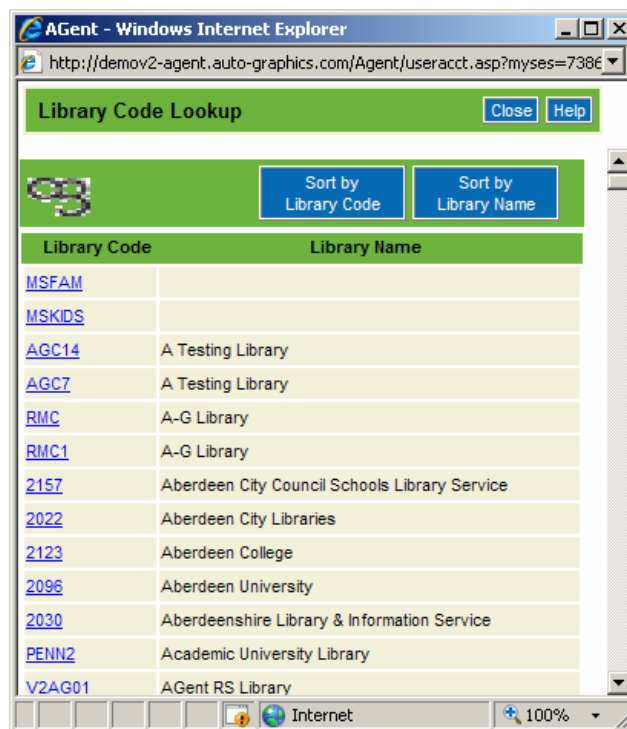 AGent - Windows Internet Explorer
http://demov2-agent.auto-graphics.com/Agent/useracct.asp?myses=7386
Library Code Lookup
Close Help
ag
Sort by
Library Code
Sort by
Library Name
Library Code Library Name
MSFAM
MSKIDS
AGC14 A Testing Library
AGC7 A Testing Library
RMC A-G Library
RMC1 A-G Library
2157 Aberdeen City Council Schools Library Service
2022 Aberdeen City Libraries
2123 Aberdeen College
2096 Aberdeen University
2030 Aberdeenshire Library & Information Service
PENN2 Academic University Library
V2AG01 AGent RS Library
Internet 100%